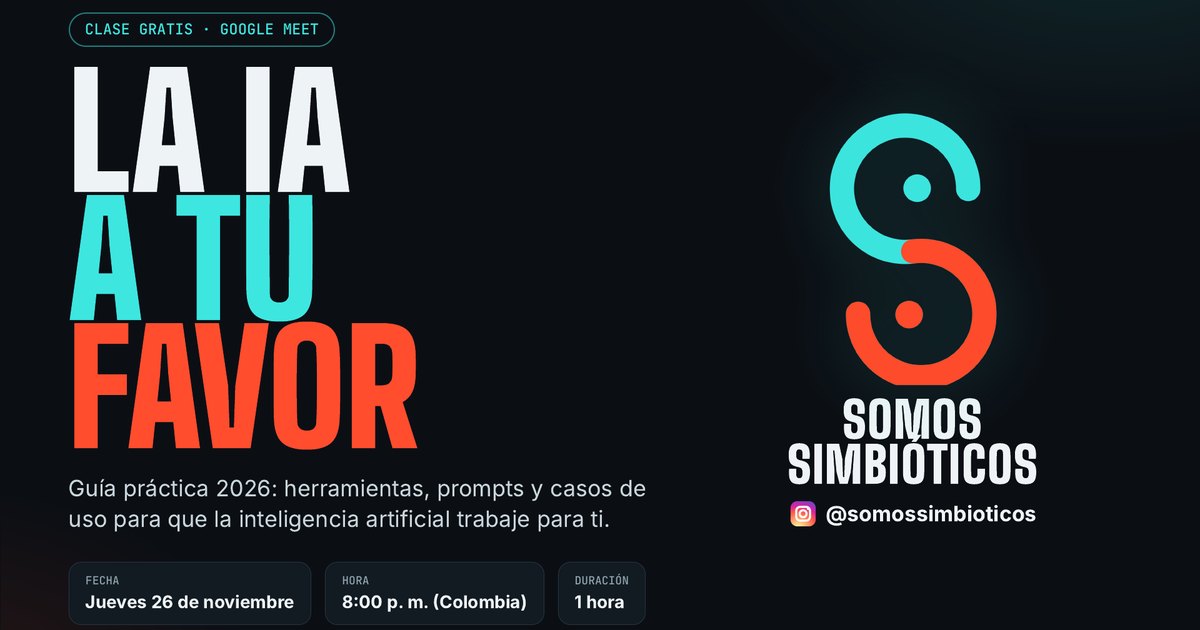 CLASE GRATIS · GOOGLE MEET
LA IA
A TU
FAVOR
Guía práctica 2026: herramientas, prompts y casos de
uso para que la inteligencia artificial trabaje para ti.
FECHA
Jueves 26 de noviembre
HORA
8:00 p. m. (Colombia)
DURACIÓN
1 hora
SOMOS
SIMBIÓTICOS
@somossimbioticos